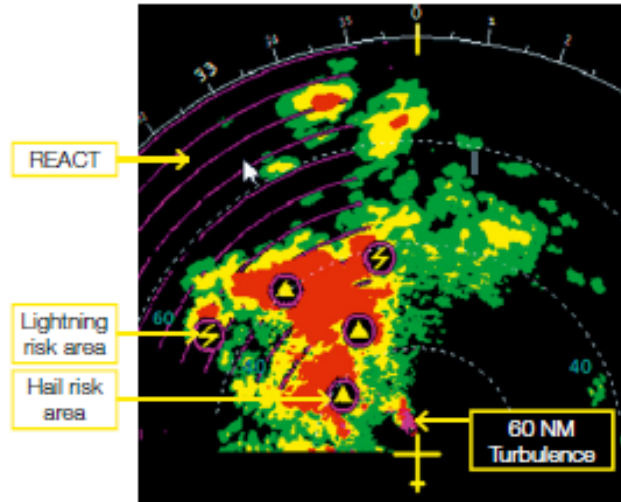 0
33
REACT
60
Lightning
risk area
40
40
Hail risk
area
60 NM
Turbulence